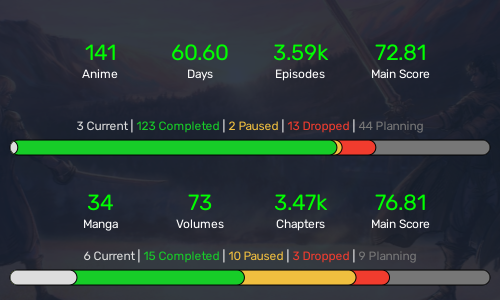 141 60.60 3.59k 72.81
Anime Days Episodes Main Score
3 Current | 123 Completed | 2 Paused | 13 Dropped | 44 Planning
34 73 3.47k 76.81
Manga Volumes Chapters Main Score
6 Current | 15 Completed | 10 Paused | 3 Dropped | 9 Planning